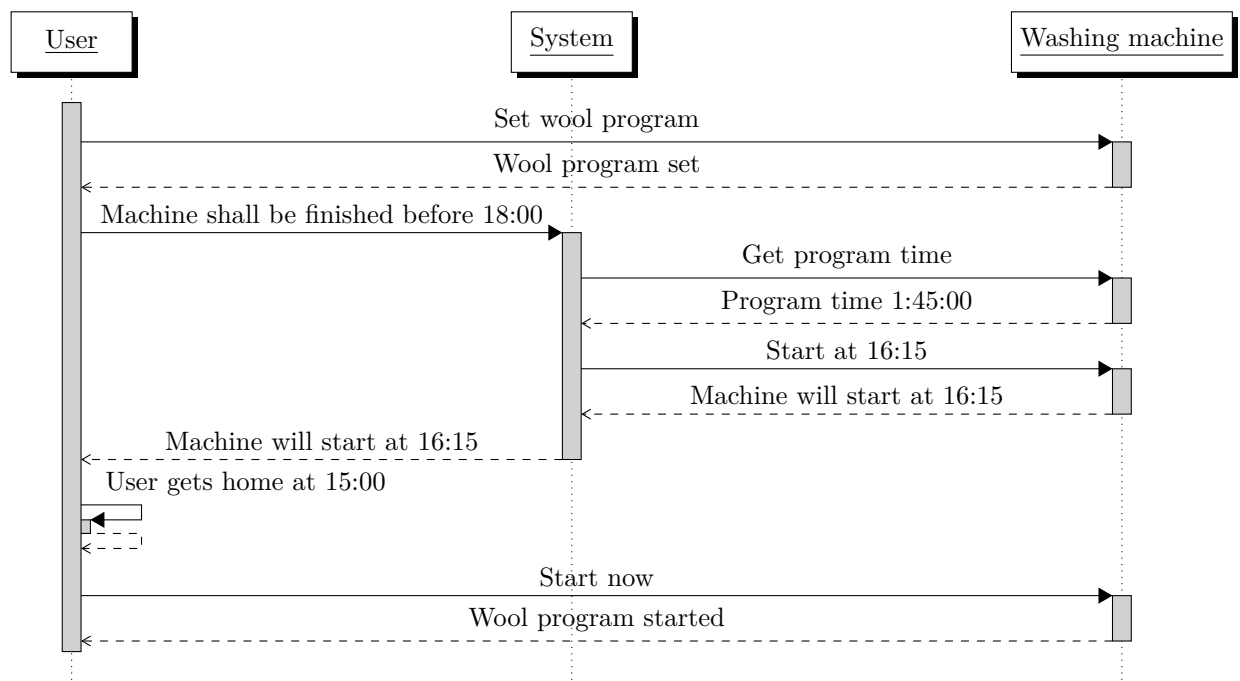 User
System
Washing machine
Set wool program
Wool program set
Machine shall be finished before 18:00
Get program time
Program time 1:45:00
Start at 16:15
Machine will start at 16:15
Machine will start at 16:15
User gets home at 15:00
Start now
Wool program started